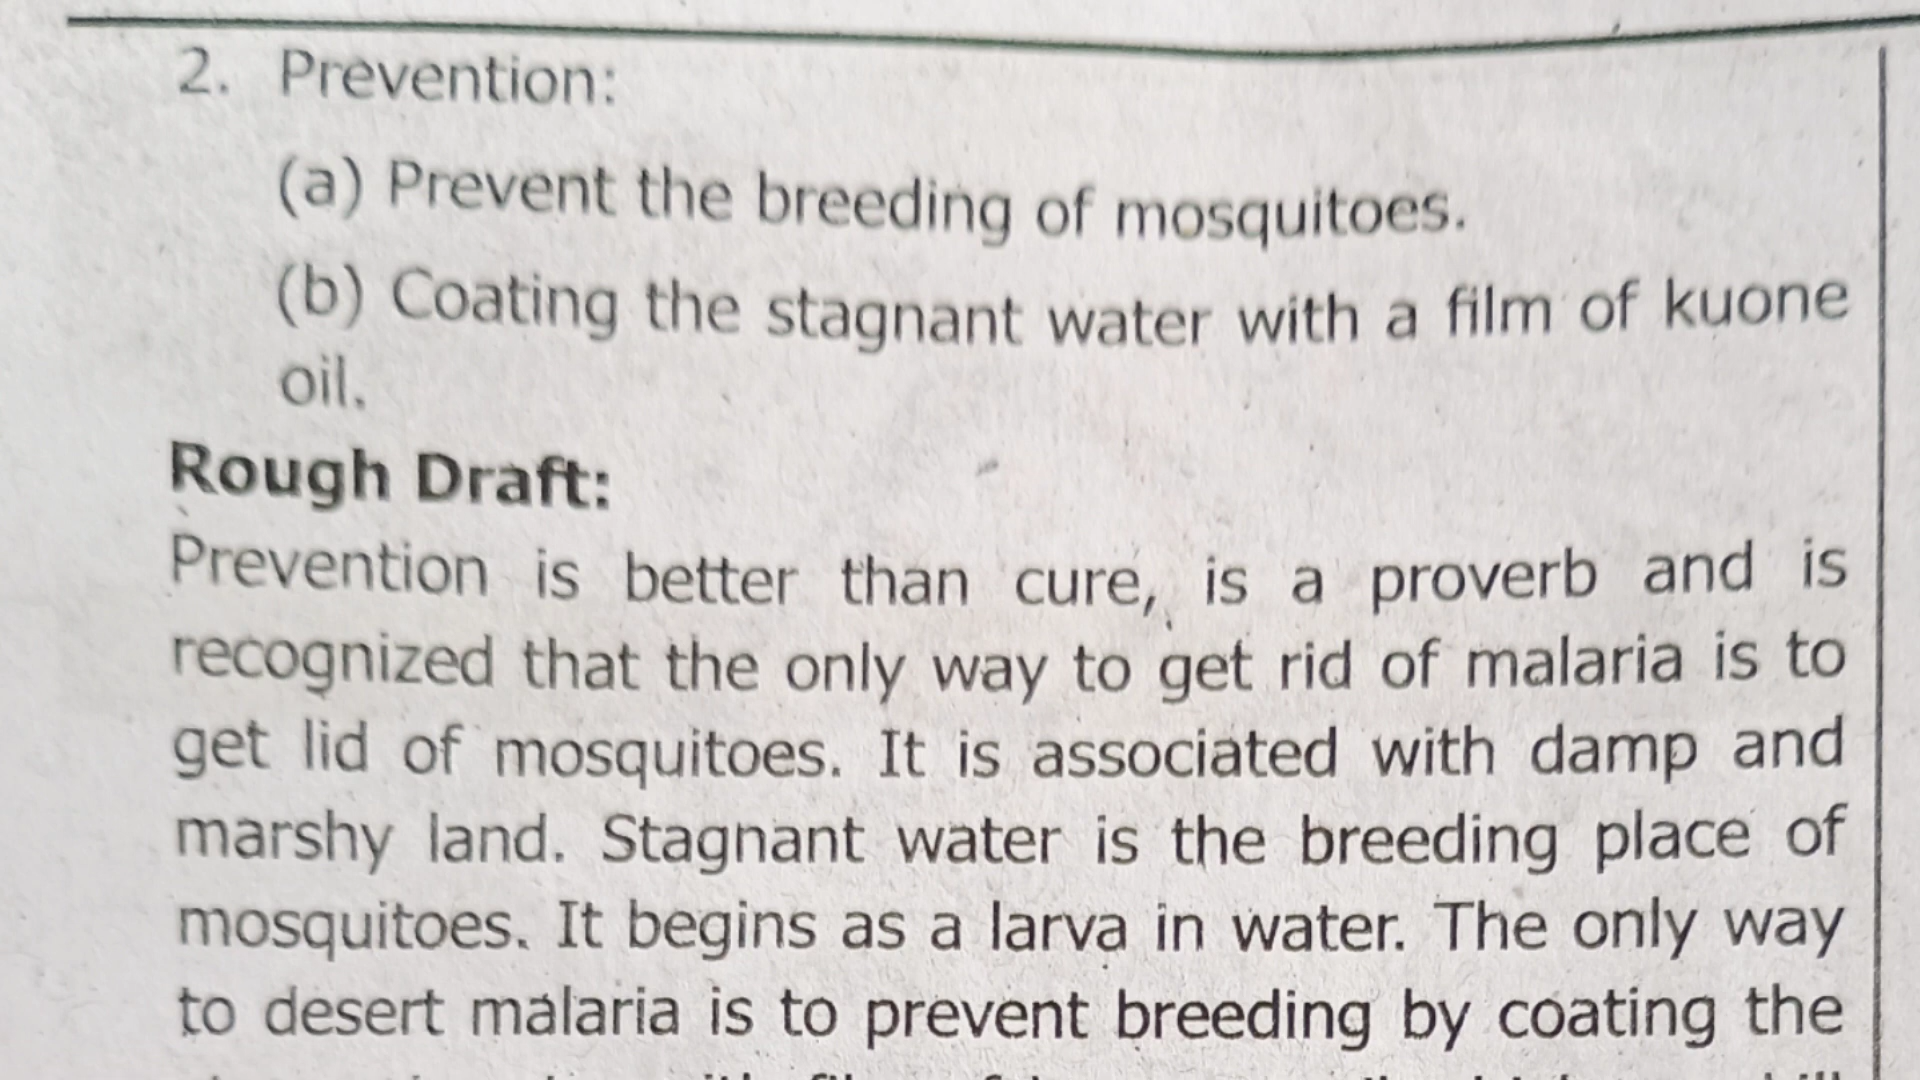 2. Prevention:
(a) Prevent the breeding of mosquitoes.
(b) Coating the stagnant water with a film of kuone
oil.
Rough Draft:
Prevention is better than cure, is a proverb and is
recognized that the only way to get rid of malaria is to
get lid of mosquitoes. It is associated with damp and
marshy land. Stagnant water is the breeding place of
mosquitoes. It begins as a larva in water. The only way
to desert malaria is to prevent breeding by coating the